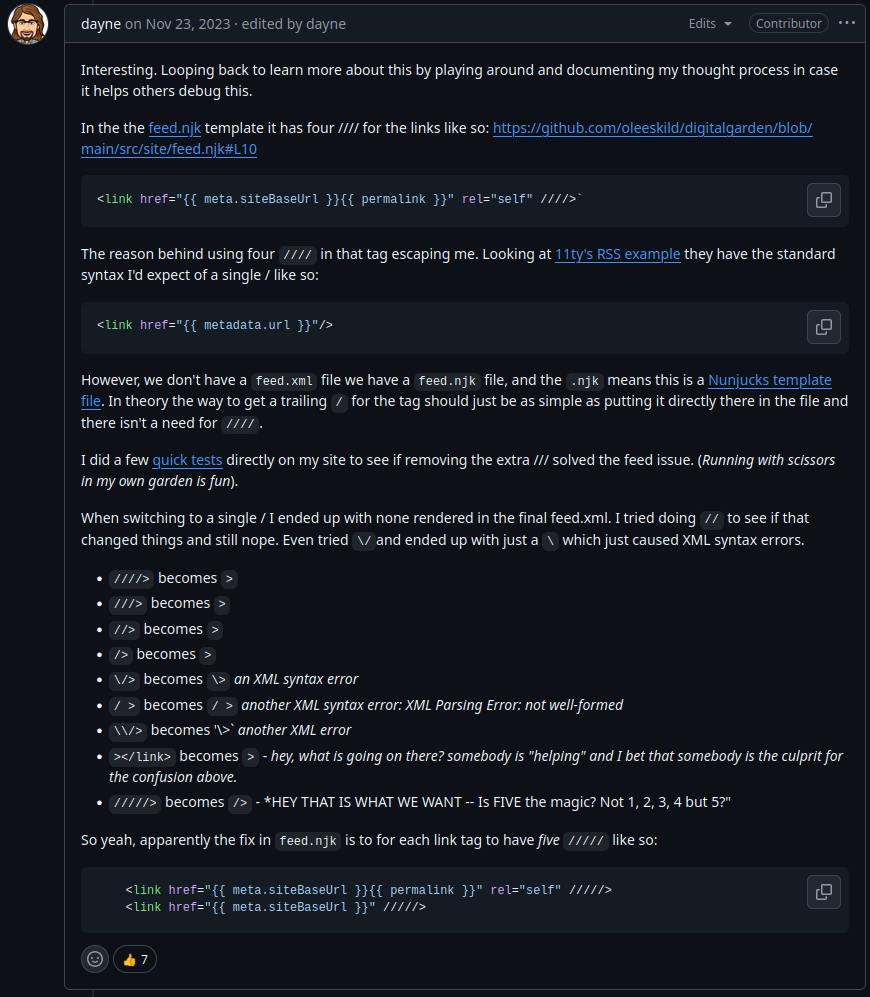 dayne on Nov 23, 2023 · edited by dayne
Edits
Contributor
Interesting. Looping back to learn more about this by playing around and documenting my thought process in case
it helps others debug this.
In the the feed.njk template it has four //// for the links like so: https://github.com/oleeskild/digitalgarden/blob/
main/src/site/feed.njk#L10
<link href="{{ meta.siteBaseUrl }}{{ permalink }}" rel="self" ////>`
The reason behind using four //// in that tag escaping me. Looking at 11ty's RSS example they have the standard
syntax I'd expect of a single / like so:
<link href="{{ metadata.url }}"/>
However, we don't have a feed.xml file we have a feed.njk file, and the .njk means this is a Nunjucks template
file. In theory the way to get a trailing / for the tag should just be as simple as putting it directly there in the file and
there isn't a need for ////.
I did a few quick tests directly on my site to see if removing the extra /// solved the feed issue. (Running with scissors
in my own garden is fun).
When switching to a single / I ended up with none rendered in the final feed.xml. I tried doing // to see if that
changed things and still nope. Even tried \/ and ended up with just a \ which just caused XML syntax errors.
• ////> becomes >
• ///> becomes >
• //> becomes >
• /> becomes >
• \/> becomes \> an XML syntax error
• / > becomes / > another XML syntax error: XML Parsing Error: not well-formed
• \\/> becomes '\>` another XML error
• ></link> becomes > - hey, what is going on there? somebody is "helping" and I bet that somebody is the culprit for
the confusion above.
• /////> becomes /> - *HEY THAT IS WHAT WE WANT -- Is FIVE the magic? Not 1, 2, 3, 4 but 5?"
So yeah, apparently the fix in feed.njk is to for each link tag to have five ///// like so:
<link href="{{ meta.siteBaseUrl }}{{ permalink }}" rel="self" /////>
<link href="{{ meta.siteBaseUrl }}" /////>
👍 7